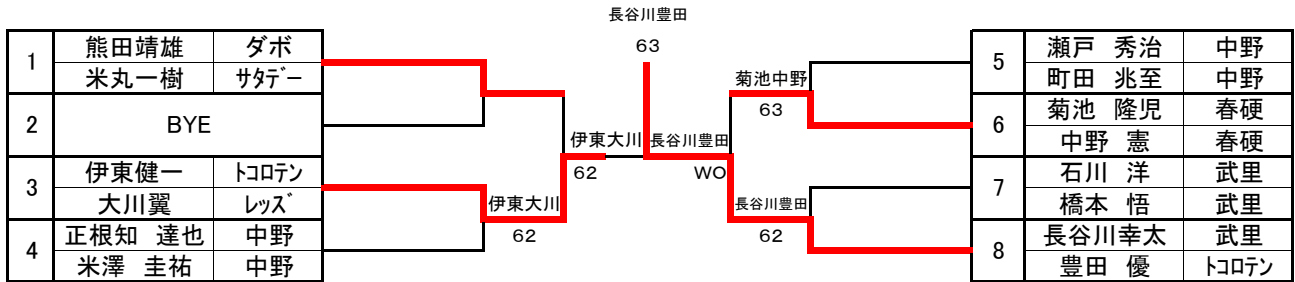 長谷川豊田
63
1 熊田靖雄 ダボ
米丸一樹 ｻﾀﾃﾞｰ
2 BYE
3 伊東健一 ﾄｺﾛﾃﾝ
大川翼 ﾚｯｽﾞ
4 正根知 達也 中野
米澤 圭祐 中野
伊東大川
62
伊東大川
62
長谷川豊田
WO
菊池中野
63
長谷川豊田
62
5 瀬戸 秀治 中野
町田 兆至 中野
6 菊池 隆児 春硬
中野 憲 春硬
7 石川 洋 武里
橋本 悟 武里
8 長谷川幸太 武里
豊田 優 ﾄｺﾛﾃﾝ